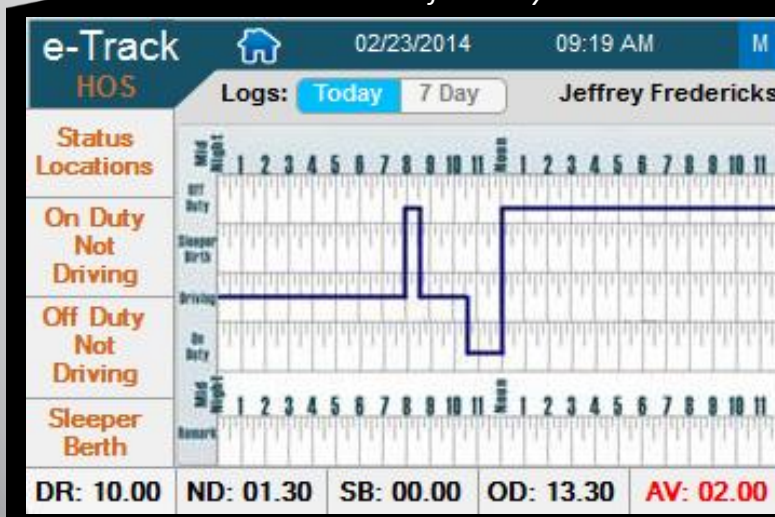 e-Track
HOS
02/23/2014
09:19 AM
M
Logs:
Today
7 Day
Jeffrey Fredericks
Status
Locations
On Duty
Not
Driving
Off Duty
Not
Driving
Sleeper
Berth
Mid
Night
1 2 3 4 5 6 7 8 9 10 11 Noon 1 2 3 4 5 6 7 8 9 10 11
Off
Duty
Sleeper
Birth
Driving
On
Duty
Mid
Night
1 2 3 4 5 6 7 8 9 10 11 Noon 1 2 3 4 5 6 7 8 9 10 11
Remark
DR: 10.00
ND: 01.30
SB: 00.00
OD: 13.30
AV: 02.00